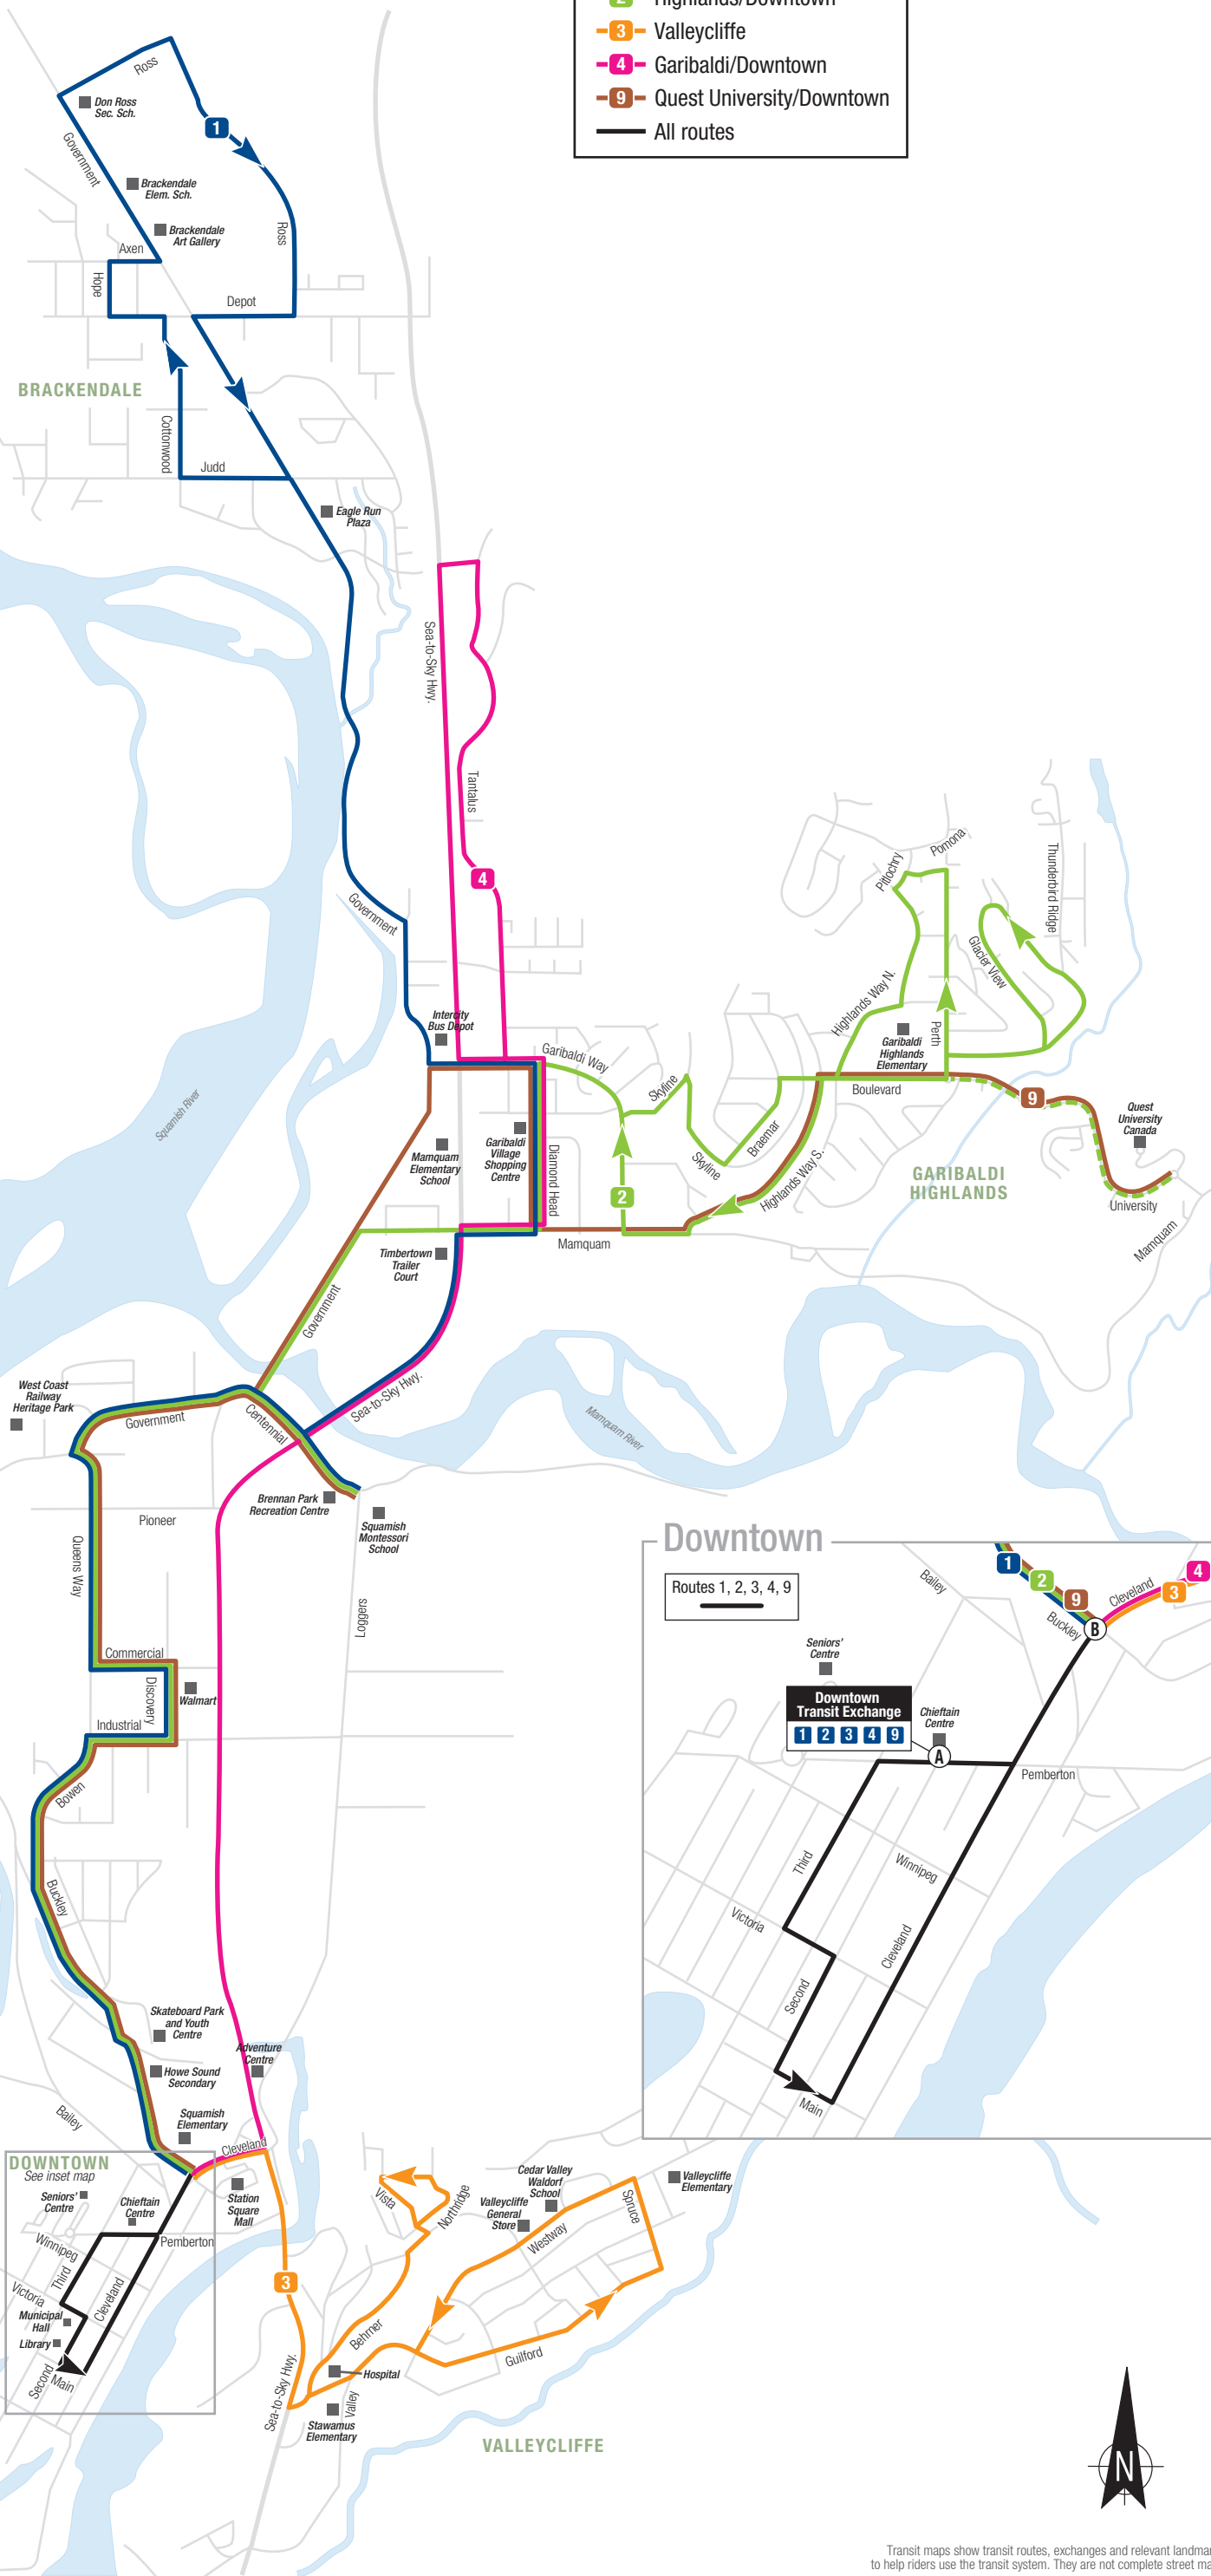 2 Highlands/Downtown
3 Valleycliffe
4 Garibaldi/Downtown
9 Quest University/Downtown
All routes
Ross
Don Ross
Sec. Sch.
1
Government
Brackendale
Elem. Sch.
Brackendale
Art Gallery
Ross
Axen
Hope
Depot
BRACKENDALE
Cottonwood
Judd
Eagle Run
Plaza
Sea-to-Sky Hwy.
Tantalus
4
Government
Pitlochry
Pomona
Thunderbird Ridge
Glacier View
Highlands Way N.
Perth
Garibaldi
Highlands
Elementary
Intercity
Bus Depot
Garibaldi Way
Skyline
Boulevard
9
Squamish River
Quest
University
Canada
Mamquam
Elementary
School
Garibaldi
Village
Shopping
Centre
Diamond Head
Skyline
Braemar
Highlands Way S.
GARIBALDI
HIGHLANDS
2
University
Mamquam
Mamquam
Timbertown
Trailer
Court
Government
West Coast
Railway
Heritage Park
Government
Centennial
Sea-to-Sky Hwy.
Mamquam River
Brennan Park
Recreation Centre
Squamish
Montessori
School
Pioneer
Queens Way
Loggers
Commercial
Discovery
Walmart
Industrial
Bowen
Buckley
Downtown
Routes 1, 2, 3, 4, 9
Bailey
1
2
9
Buckley
Cleveland
4
3
B
Seniors'
Centre
Downtown
Transit Exchange
1 2 3 4 9
Chieftain
Centre
A
Pemberton
Third
Winnipeg
Victoria
Cleveland
Second
Main
Skateboard Park
and Youth
Centre
Howe Sound
Secondary
Adventure
Centre
Squamish
Elementary
Bailey
Cleveland
DOWNTOWN
See inset map
Seniors'
Centre
Chieftain
Centre
Station
Square
Mall
Winnipeg
Pemberton
Third
Victoria
Cleveland
Municipal
Hall
Library
Second
Main
3
Vista
Northridge
Cedar Valley
Waldorf
School
Valleycliffe
General
Store
Westway
Spruce
Valleycliffe
Elementary
Behrner
Guilford
Hospital
Sea-to-Sky Hwy.
Valley
Stawamus
Elementary
VALLEYCLIFFE
N
Transit maps show transit routes, exchanges and relevant landmar
to help riders use the transit system. They are not complete street ma